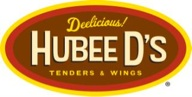 Deelicious!
HUBEE D'S
TENDERS & WINGS
®